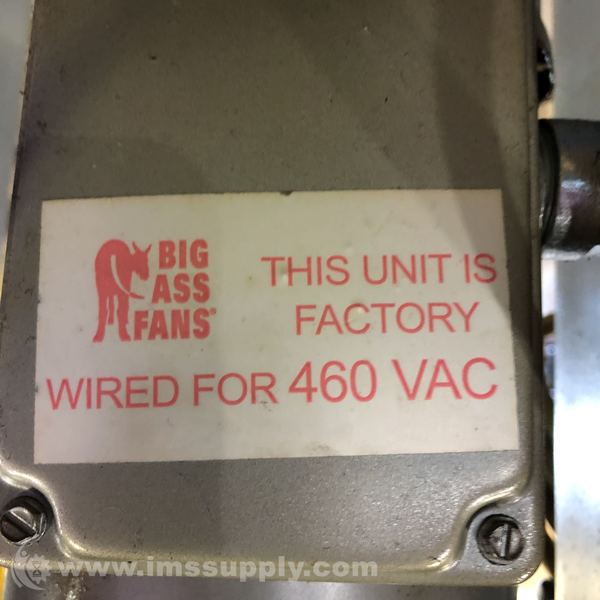 BIG
ASS
FANS®
THIS UNIT IS
FACTORY
WIRED FOR 460 VAC
www.imssupply.com